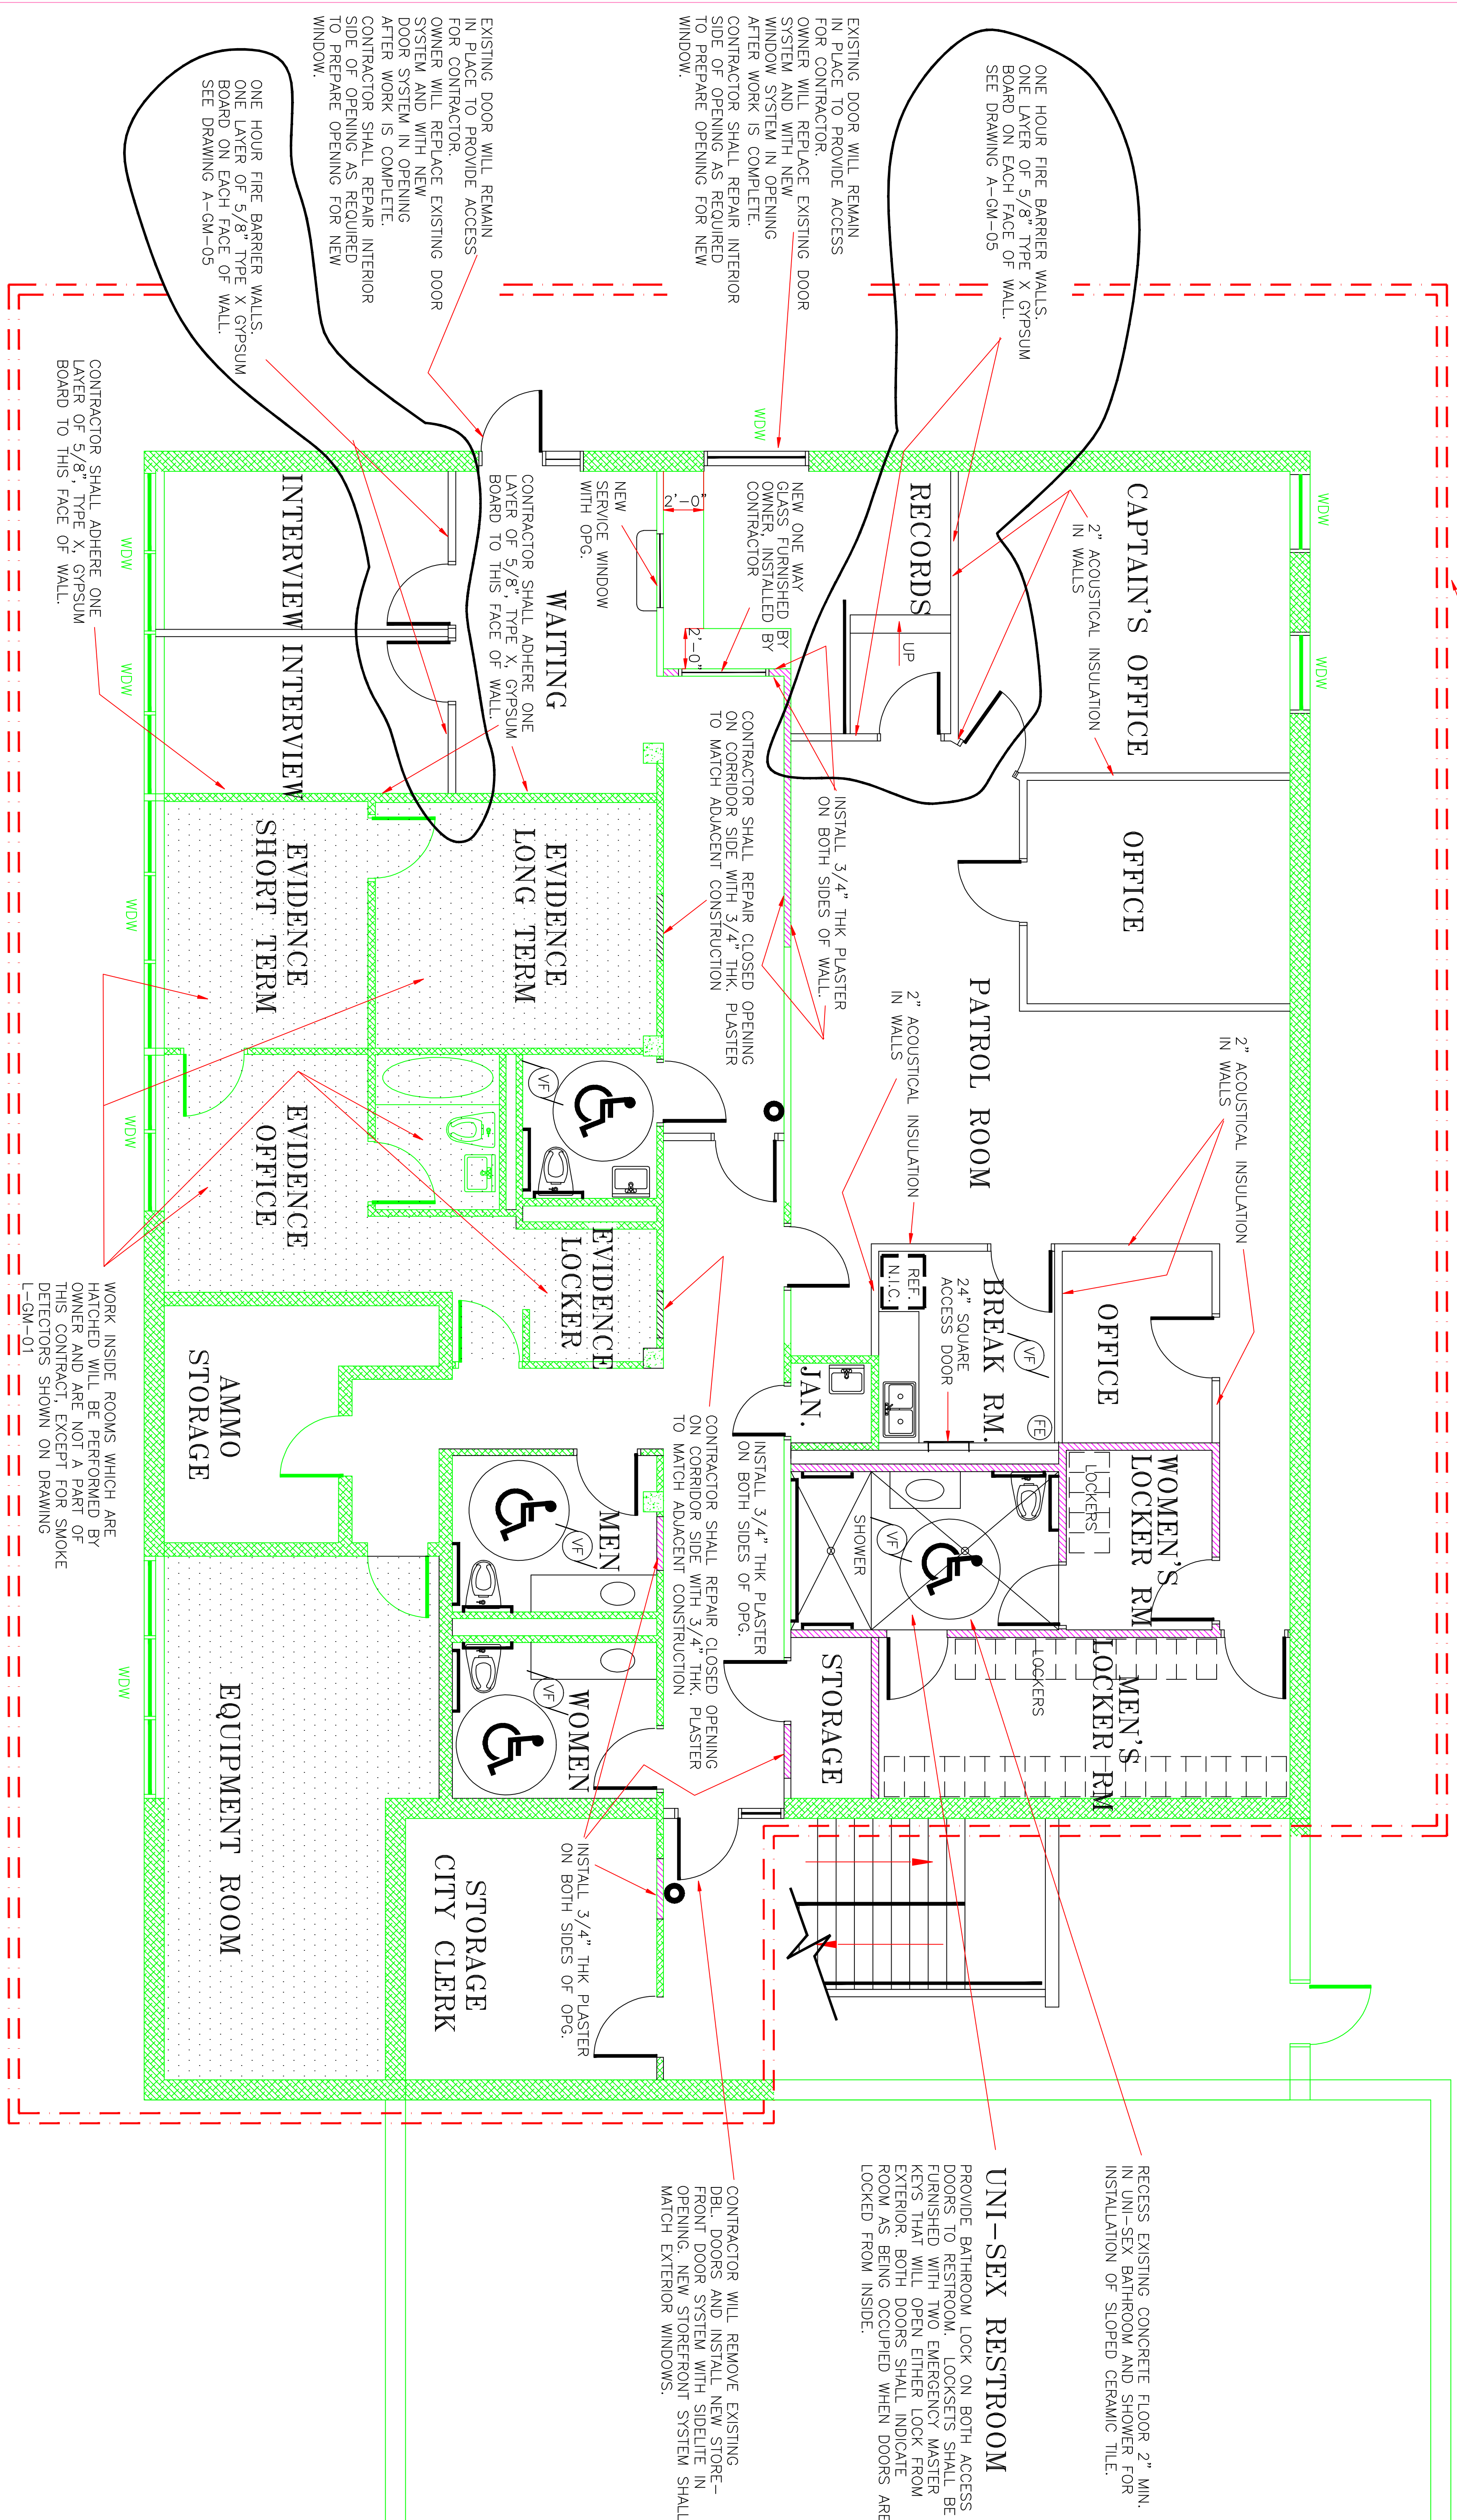 ONE HOUR FIRE BARRIER WALLS.
ONE LAYER OF 5/8" TYPE X GYPSUM
BOARD ON EACH FACE OF WALL.
SEE DRAWING A-GM-05
EXISTING DOOR WILL REMAIN
IN PLACE TO PROVIDE ACCESS
FOR CONTRACTOR.
OWNER WILL REPLACE EXISTING DOOR
SYSTEM AND WITH NEW
WINDOW SYSTEM IN OPENING
AFTER WORK IS COMPLETE.
CONTRACTOR SHALL REPAIR INTERIOR
SIDE OF OPENING AS REQUIRED
TO PREPARE OPENING FOR NEW
WINDOW.
EXISTING DOOR WILL REMAIN
IN PLACE TO PROVIDE ACCESS
FOR CONTRACTOR.
OWNER WILL REPLACE EXISTING DOOR
SYSTEM AND WITH NEW
DOOR SYSTEM IN OPENING
AFTER WORK IS COMPLETE.
CONTRACTOR SHALL REPAIR INTERIOR
SIDE OF OPENING AS REQUIRED
TO PREPARE OPENING FOR NEW
WINDOW.
ONE HOUR FIRE BARRIER WALLS.
ONE LAYER OF 5/8" TYPE X GYPSUM
BOARD ON EACH FACE OF WALL.
SEE DRAWING A-GM-05
CONTRACTOR SHALL ADHERE ONE
LAYER OF 5/8", TYPE X, GYPSUM
BOARD TO THIS FACE OF WALL.
WDW
WDW
WDW
CAPTAIN'S OFFICE
2" ACOUSTICAL INSULATION
IN WALLS
RECORDS
UP
OFFICE
NEW ONE WAY
GLASS FURNISHED BY
OWNER, INSTALLED BY
CONTRACTOR
2'-0"
2'-0"
NEW
SERVICE WINDOW
WITH OPG.
WAITING
CONTRACTOR SHALL ADHERE ONE
LAYER OF 5/8", TYPE X, GYPSUM
BOARD TO THIS FACE OF WALL.
INTERVIEW
INTERVIEW
WDW
WDW
WDW
WDW
WDW
INSTALL 3/4" THK PLASTER
ON BOTH SIDES OF WALL.
CONTRACTOR SHALL REPAIR CLOSED OPENING
ON CORRIDOR SIDE WITH 3/4" THK. PLASTER
TO MATCH ADJACENT CONSTRUCTION
EVIDENCE
LONG TERM
EVIDENCE
SHORT TERM
PATROL ROOM
2" ACOUSTICAL INSULATION
IN WALLS
2" ACOUSTICAL INSULATION
IN WALLS
VF
EVIDENCE
OFFICE
EVIDENCE
LOCKER
OFFICE
BREAK RM.
VF
FE
REF.
N.I.C.
24" SQUARE
ACCESS DOOR
JAN.
WORK INSIDE ROOMS WHICH ARE
HATCHED WILL BE PERFORMED BY
OWNER AND ARE NOT A PART OF
THIS CONTRACT, EXCEPT FOR SMOKE
DETECTORS SHOWN ON DRAWING
L-GM-01
AMMO
STORAGE
WOMEN'S
LOCKER RM
LOCKERS
SHOWER
VF
INSTALL 3/4" THK PLASTER
ON BOTH SIDES OF OPG.
CONTRACTOR SHALL REPAIR CLOSED OPENING
ON CORRIDOR SIDE WITH 3/4" THK. PLASTER
TO MATCH ADJACENT CONSTRUCTION
MEN
VF
MEN'S
LOCKER RM
LOCKERS
STORAGE
WOMEN
VF
EQUIPMENT ROOM
INSTALL 3/4" THK PLASTER
ON BOTH SIDES OF OPG.
STORAGE
CITY CLERK
RECESS EXISTING CONCRETE FLOOR 2" MIN.
IN UNI-SEX BATHROOM AND SHOWER FOR
INSTALLATION OF SLOPED CERAMIC TILE.
UNI-SEX RESTROOM
PROVIDE BATHROOM LOCK ON BOTH ACCESS
DOORS TO RESTROOM. LOCKSETS SHALL BE
FURNISHED WITH TWO EMERGENCY MASTER
KEYS THAT WILL OPEN EITHER LOCK FROM
EXTERIOR. BOTH DOORS SHALL INDICATE
ROOM AS BEING OCCUPIED WHEN DOORS ARE
LOCKED FROM INSIDE.
CONTRACTOR WILL REMOVE EXISTING
DBL. DOORS AND INSTALL NEW STORE-
FRONT DOOR SYSTEM WITH SIDELITE IN
OPENING. NEW STOREFRONT SYSTEM SHALL
MATCH EXTERIOR WINDOWS.